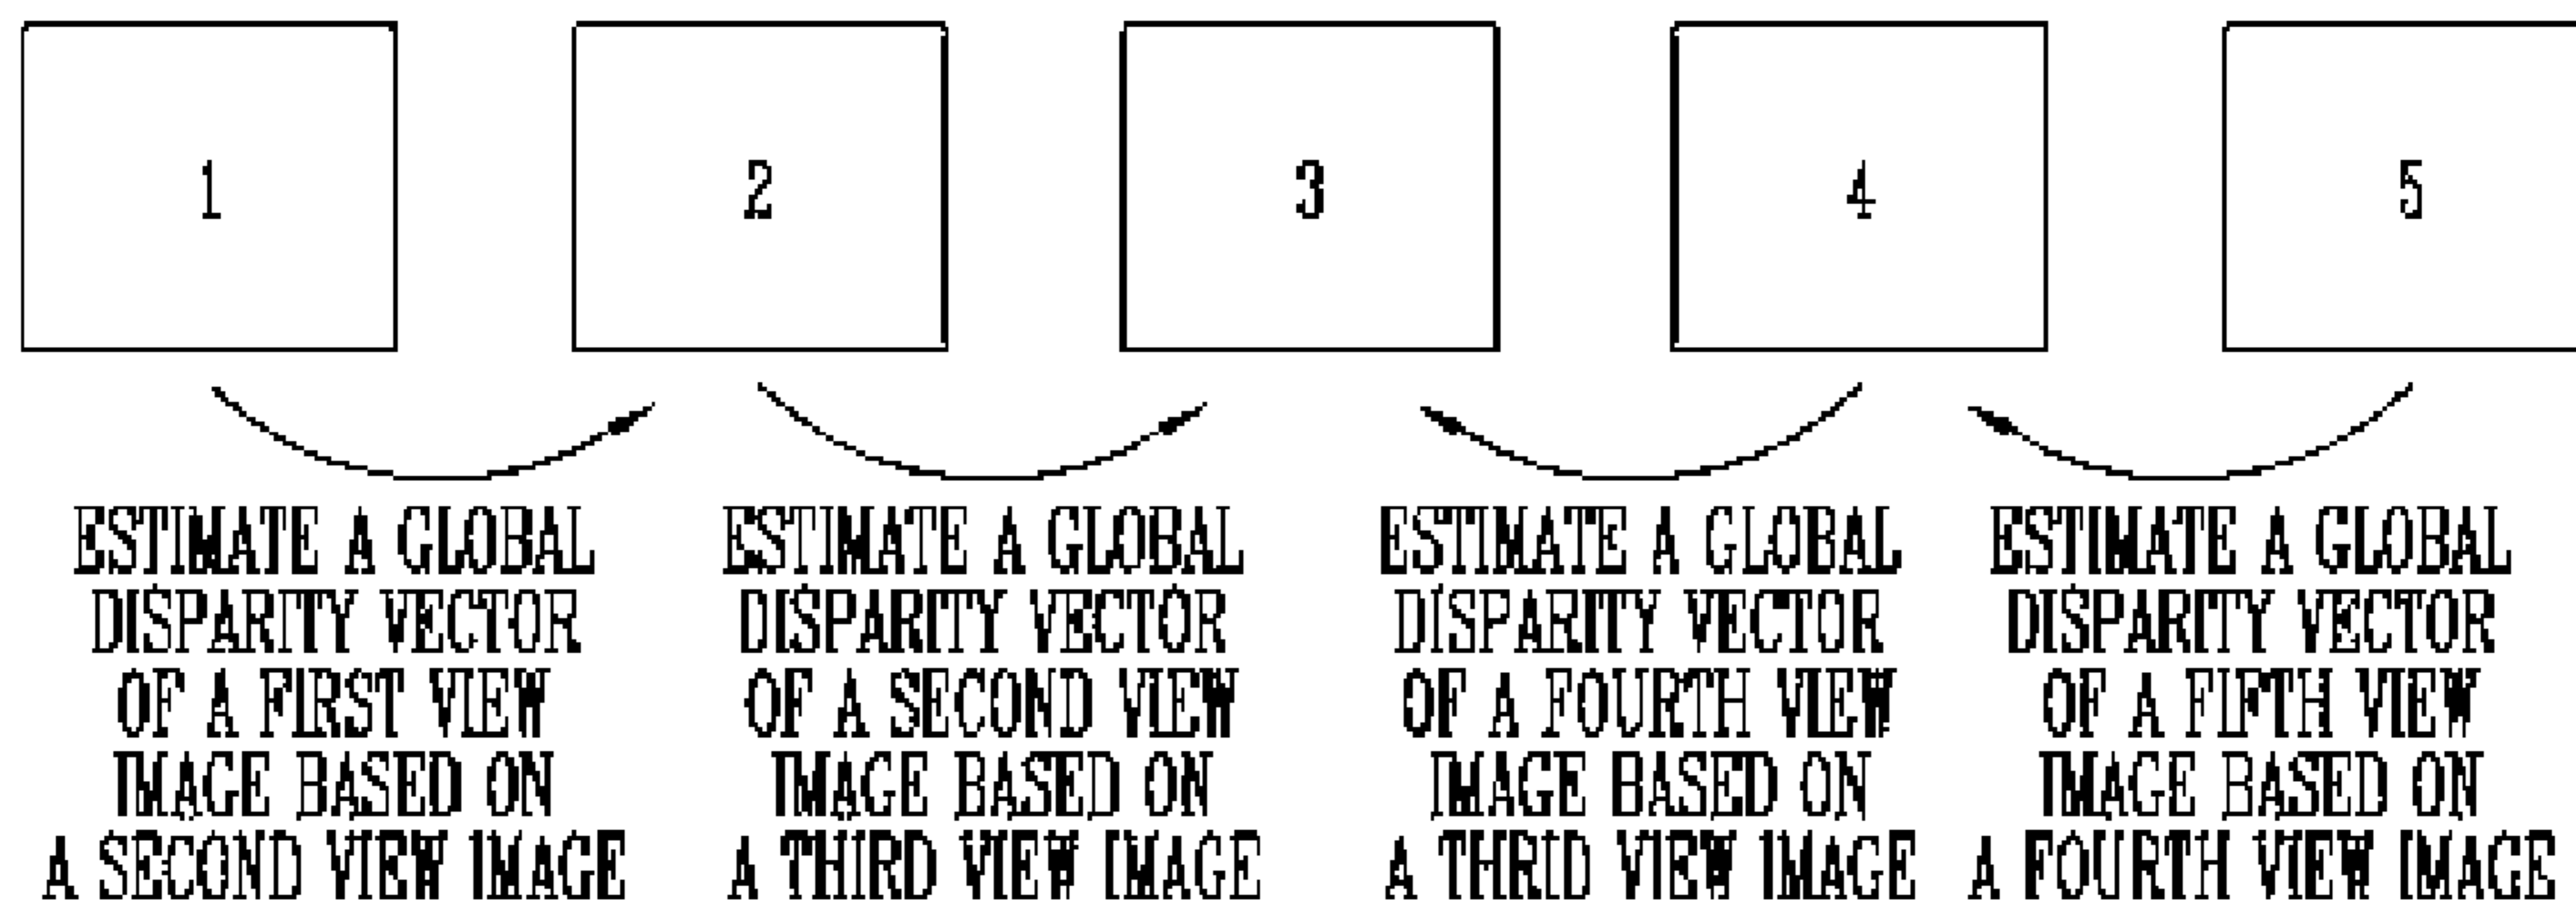 1
2
3
4
5
ESTIMATE A GLOBAL
DISPARITY VECTOR
OF A FIRST VIEW
IMAGE BASED ON
A SECOND VIEW IMAGE
ESTIMATE A GLOBAL
DISPARITY VECTOR
OF A SECOND VIEW
IMAGE BASED ON
A THIRD VIEW IMAGE
ESTIMATE A GLOBAL
DISPARITY VECTOR
OF A FOURTH VIEW
IMAGE BASED ON
A THRID VIEW IMAGE
ESTIMATE A GLOBAL
DISPARITY VECTOR
OF A FIFTH VIEW
IMAGE BASED ON
A FOURTH VIEW IMAGE